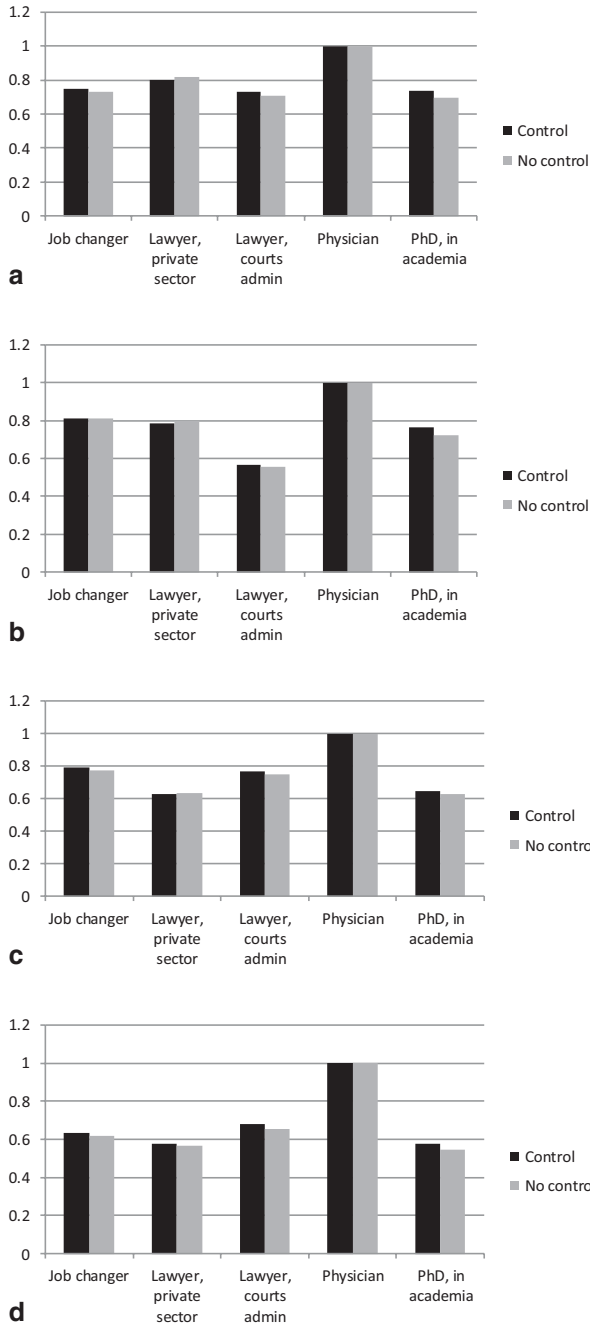 1.2
1
0.8
0.6
0.4
0.2
0
Job changer
Lawyer,
private
sector
Lawyer,
courts
admin
Physician
PhD, in
academia
Control
No control
a
1.2
1
0.8
0.6
0.4
0.2
0
Job changer
Lawyer,
private
sector
Lawyer,
courts
admin
Physician
PhD, in
academia
Control
No control
b
1.2
1
0.8
0.6
0.4
0.2
0
Job changer
Lawyer,
private
sector
Lawyer,
courts
admin
Physician
PhD, in
academia
Control
No contro
c
1.2
1
0.8
0.6
0.4
0.2
0
Job changer
Lawyer,
private
sector
Lawyer,
courts
admin
Physician
PhD, in
academia
Control
No contro
d